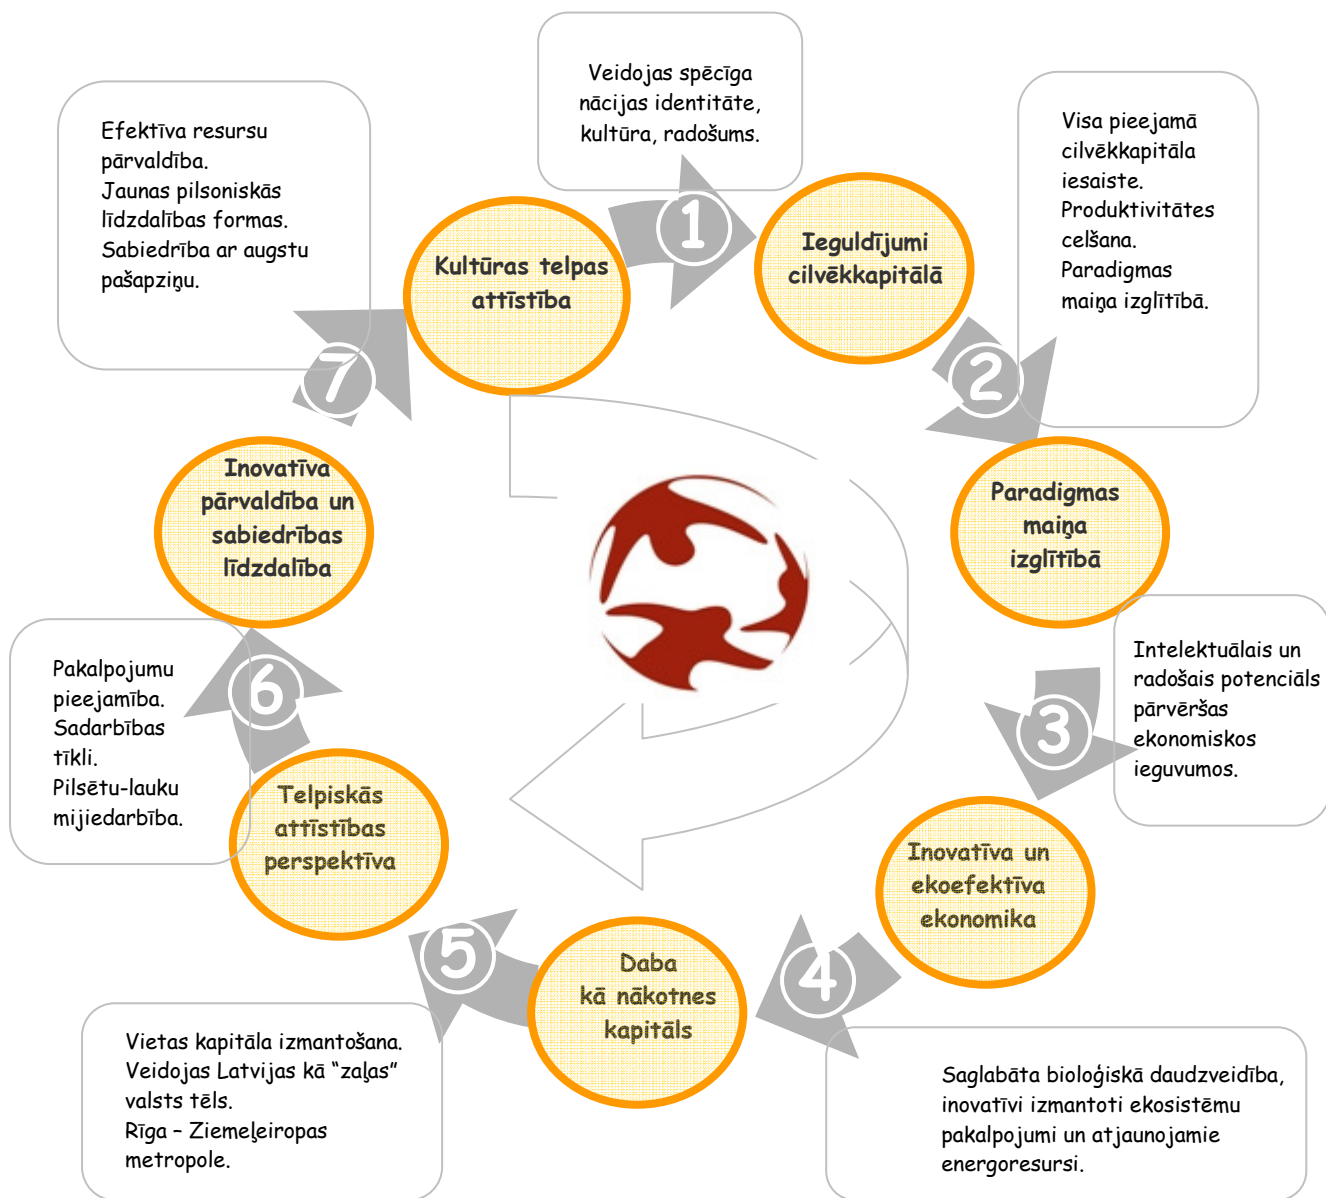 Veidojas spēcīga
nācijas identitāte,
kultūra, radošums.
Efektīva resursu
pārvaldība.
Jaunas pilsoniskās
līdzdalības formas.
Sabiedrība ar augstu
pašapziņu.
Visa pieejamā
cilvēkkapitāla
iesaiste.
Produktivitātes
celšana.
Paradigmas
maiņa izglītībā.
1
Kultūras telpas
attīstība
Ieguldījumi
cilvēkkapitālā
7
2
Inovatīva
pārvaldība un
sabiedrības
līdzdalība
Paradigmas
maiņa
izglītībā
Pakalpojumu
pieejamība.
Sadarbības
tīkli.
Pilsētu-lauku
mijiedarbība.
6
3
Intelektuālais un
radošais potenciāls
pārvēršas
ekonomiskos
ieguvumos.
Telpiskās
attīstības
perspektīva
Inovatīva un
ekoefektīva
ekonomika
5
4
Daba
kā nākotnes
kapitāls
Vietas kapitāla izmantošana.
Veidojas Latvijas kā “zaļas”
valsts tēls.
Rīga – Ziemeļeiropas
metropole.
Saglabāta bioloģiskā daudzveidība,
inovatīvi izmantoti ekosistēmu
pakalpojumi un atjaunojamie
energoresursi.